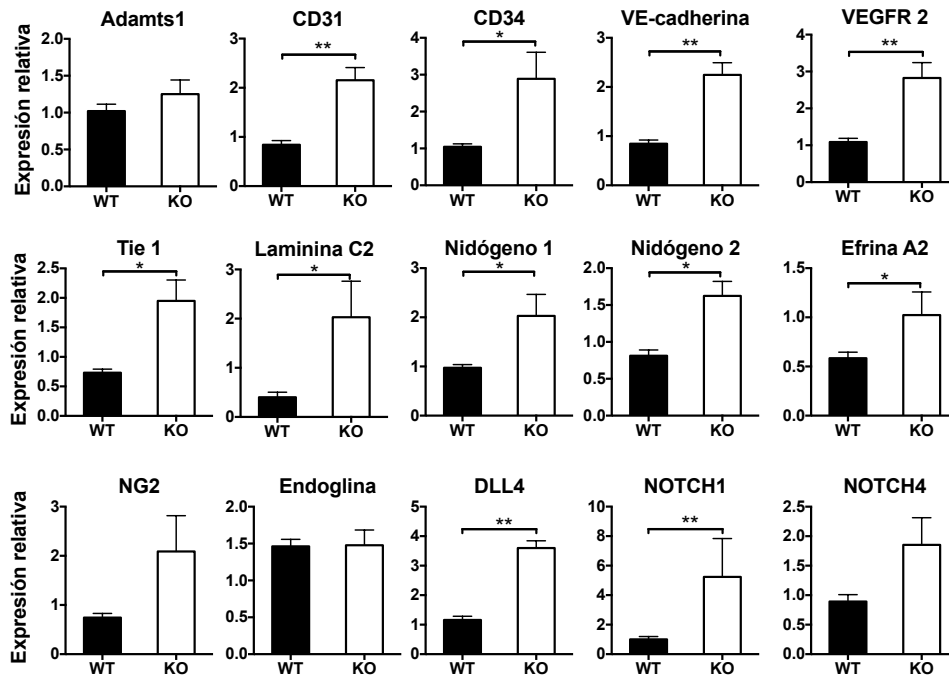 Adamts1
CD31
CD34
VE-cadherina
VEGFR 2
Expresión relativa
2.0
1.5
1.0
0.5
0.0
WT
KO
3
2
1
0
**
WT
KO
4
3
2
1
0
*
WT
KO
3
2
1
0
**
WT
KO
4
3
2
1
0
**
WT
KO
Tie 1
Laminina C2
Nidógeno 1
Nidógeno 2
Efrina A2
Expresión relativa
2.5
2.0
1.5
1.0
0.5
0.0
*
WT
KO
3
2
1
0
*
WT
KO
3
2
1
0
*
WT
KO
2.0
1.5
1.0
0.5
0.0
*
WT
KO
1.5
1.0
0.5
0.0
*
WT
KO
NG2
Endoglina
DLL4
NOTCH1
NOTCH4
Expresión relativa
3
2
1
0
WT
KO
2.0
1.5
1.0
0.5
0.0
WT
KO
5
4
3
2
1
0
**
WT
KO
10
8
6
4
2
0
**
WT
KO
2.5
2.0
1.5
1.0
0.5
0.0
WT
KO